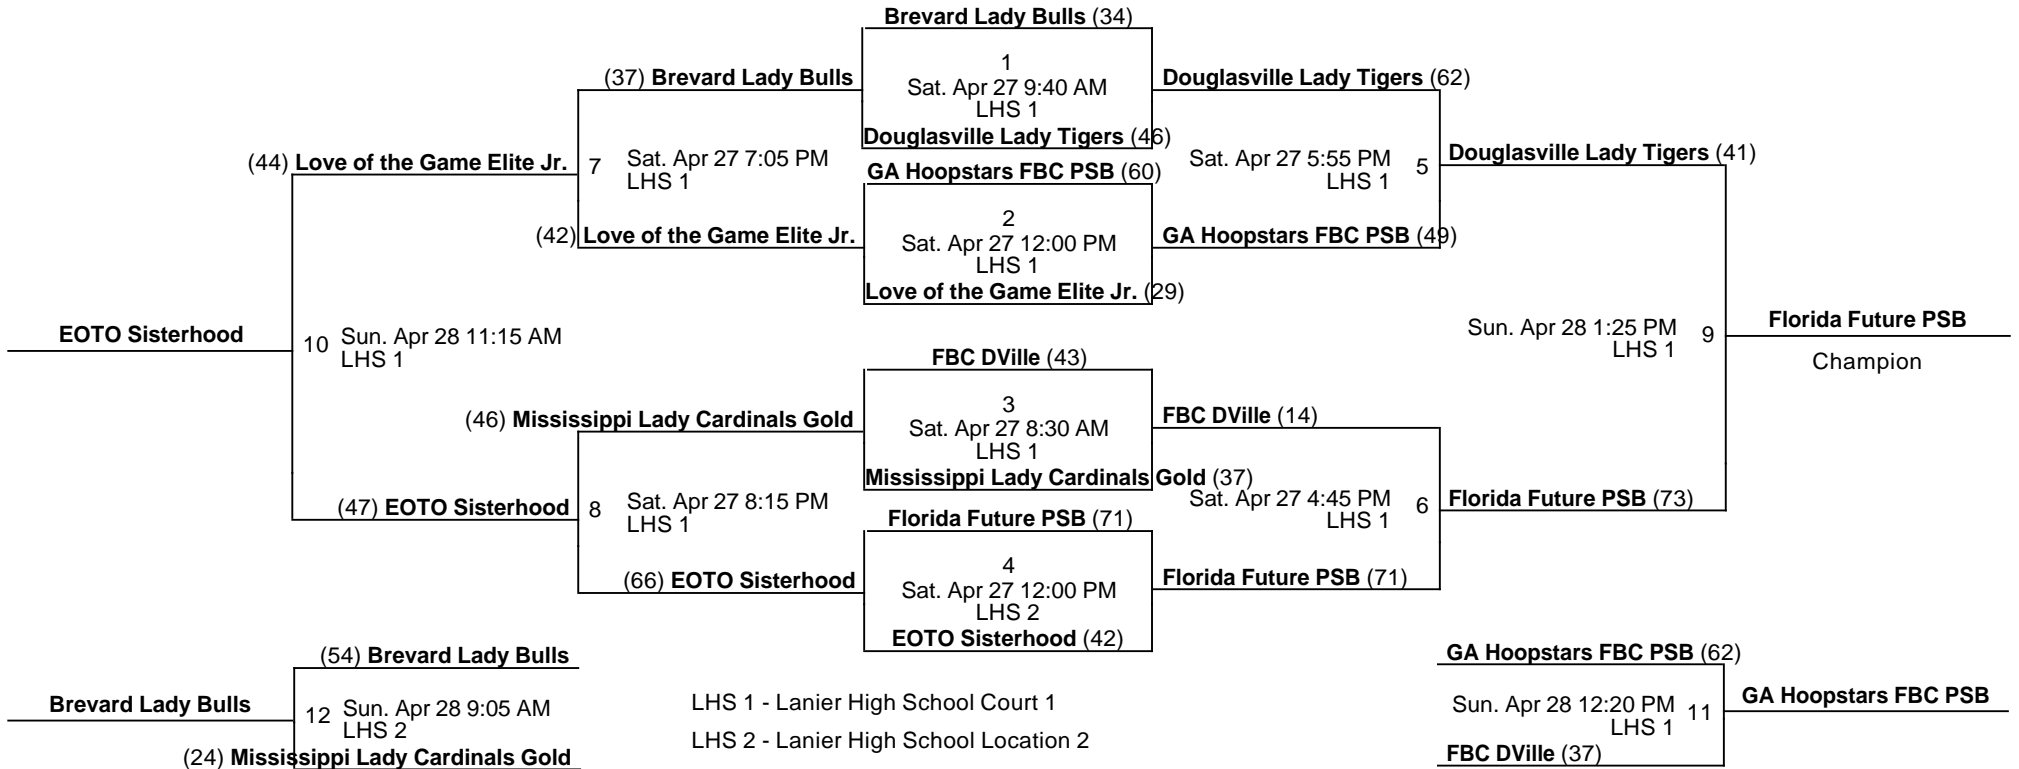 Brevard Lady Bulls (34)
1
Sat. Apr 27 9:40 AM
LHS 1
Douglasville Lady Tigers (46)
(37) Brevard Lady Bulls
Douglasville Lady Tigers (62)
(44) Love of the Game Elite Jr.
7 Sat. Apr 27 7:05 PM
LHS 1
Sat. Apr 27 5:55 PM 5
LHS 1
Douglasville Lady Tigers (41)
GA Hoopstars FBC PSB (60)
2
Sat. Apr 27 12:00 PM
LHS 1
Love of the Game Elite Jr. (29)
(42) Love of the Game Elite Jr.
GA Hoopstars FBC PSB (49)
EOTO Sisterhood
10 Sun. Apr 28 11:15 AM
LHS 1
Sun. Apr 28 1:25 PM 9
LHS 1
Florida Future PSB
Champion
FBC DVille (43)
3
Sat. Apr 27 8:30 AM
LHS 1
Mississippi Lady Cardinals Gold (37)
(46) Mississippi Lady Cardinals Gold
FBC DVille (14)
(47) EOTO Sisterhood
8 Sat. Apr 27 8:15 PM
LHS 1
Sat. Apr 27 4:45 PM 6
LHS 1
Florida Future PSB (73)
Florida Future PSB (71)
4
Sat. Apr 27 12:00 PM
LHS 2
EOTO Sisterhood (42)
(66) EOTO Sisterhood
Florida Future PSB (71)
(54) Brevard Lady Bulls
Brevard Lady Bulls
12 Sun. Apr 28 9:05 AM
LHS 2
(24) Mississippi Lady Cardinals Gold
LHS 1 - Lanier High School Court 1
LHS 2 - Lanier High School Location 2
GA Hoopstars FBC PSB (62)
Sun. Apr 28 12:20 PM 11
LHS 1
FBC DVille (37)
GA Hoopstars FBC PSB